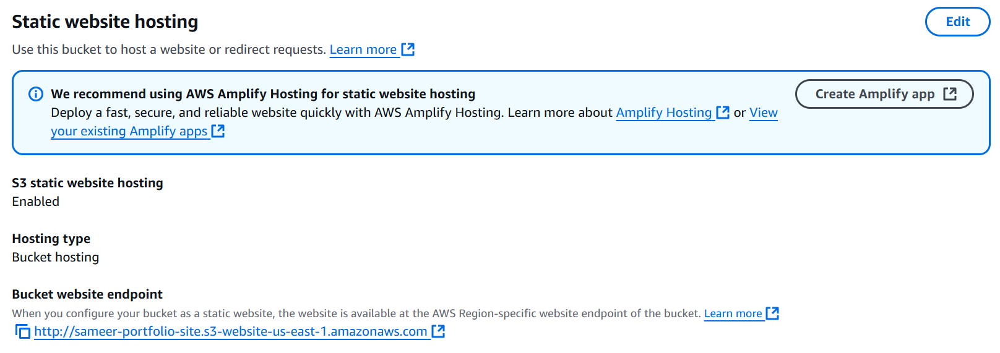 Static website hosting
Edit
Use this bucket to host a website or redirect requests. Learn more
We recommend using AWS Amplify Hosting for static website hosting
Create Amplify app
Deploy a fast, secure, and reliable website quickly with AWS Amplify Hosting. Learn more about Amplify Hosting or View
your existing Amplify apps
S3 static website hosting
Enabled
Hosting type
Bucket hosting
Bucket website endpoint
When you configure your bucket as a static website, the website is available at the AWS Region-specific website endpoint of the bucket. Learn more
http://sameer-portfolio-site.s3-website-us-east-1.amazonaws.com